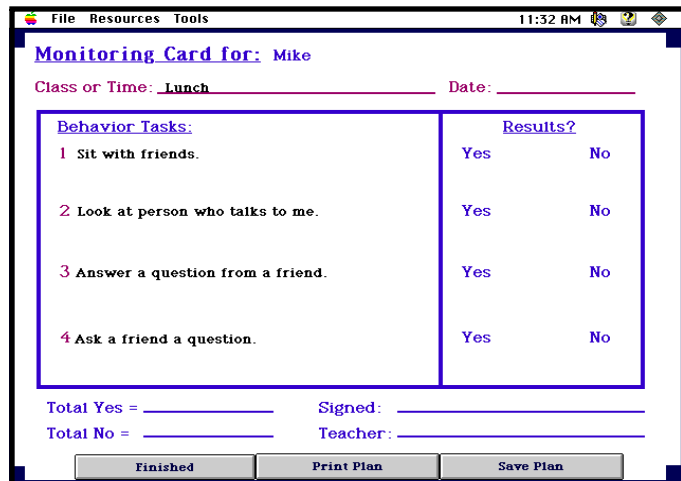 File Resources Tools 11:32 AM
Monitoring Card for: Mike
Class or Time: Lunch Date:
Behavior Tasks: Results?
1 Sit with friends. Yes No
2 Look at person who talks to me. Yes No
3 Answer a question from a friend. Yes No
4 Ask a friend a question. Yes No
Total Yes = Signed:
Total No = Teacher:
Finished Print Plan Save Plan